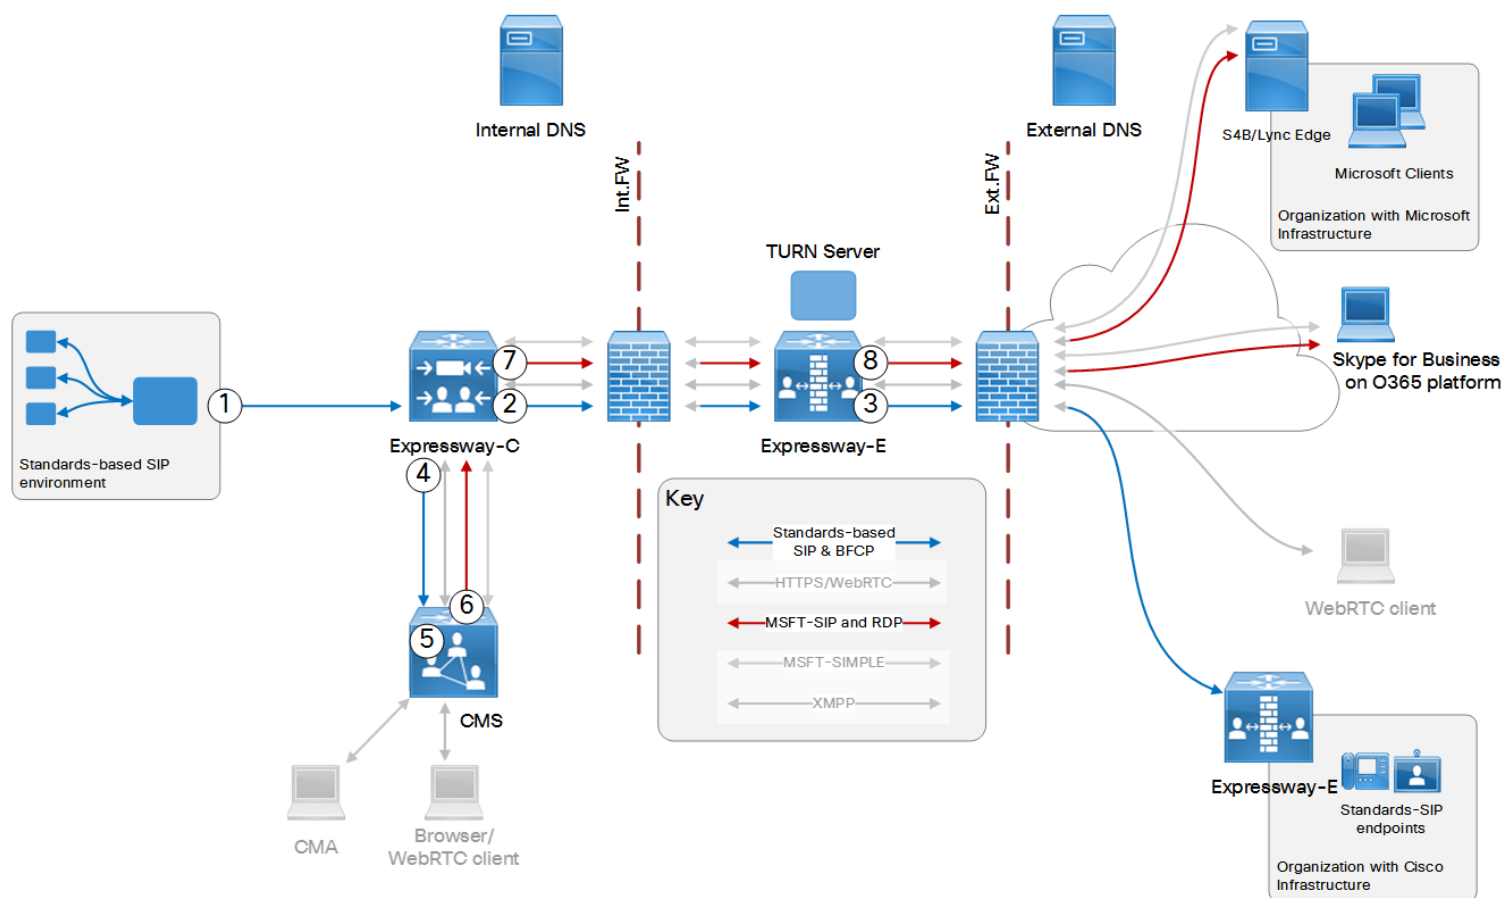 Internal DNS
External DNS
S4B/Lync Edge
Microsoft Clients
Organization with Microsoft
Infrastructure
Int.FW
Ext.FW
TURN Server
Skype for Business
on O365 platform
7
8
1
2
3
Expressway-C
Expressway-E
Standards-based SIP
environment
4
Key
Standards-based
SIP & BFCP
HTTPS/WebRTC
MSFT-SIP and RDP
MSFT-SIMPLE
XMPP
WebRTC client
6
5
CMS
CMA
Browser/
WebRTC client
Expressway-E
Standards-SIP
endpoints
Organization with Cisco
Infrastructure